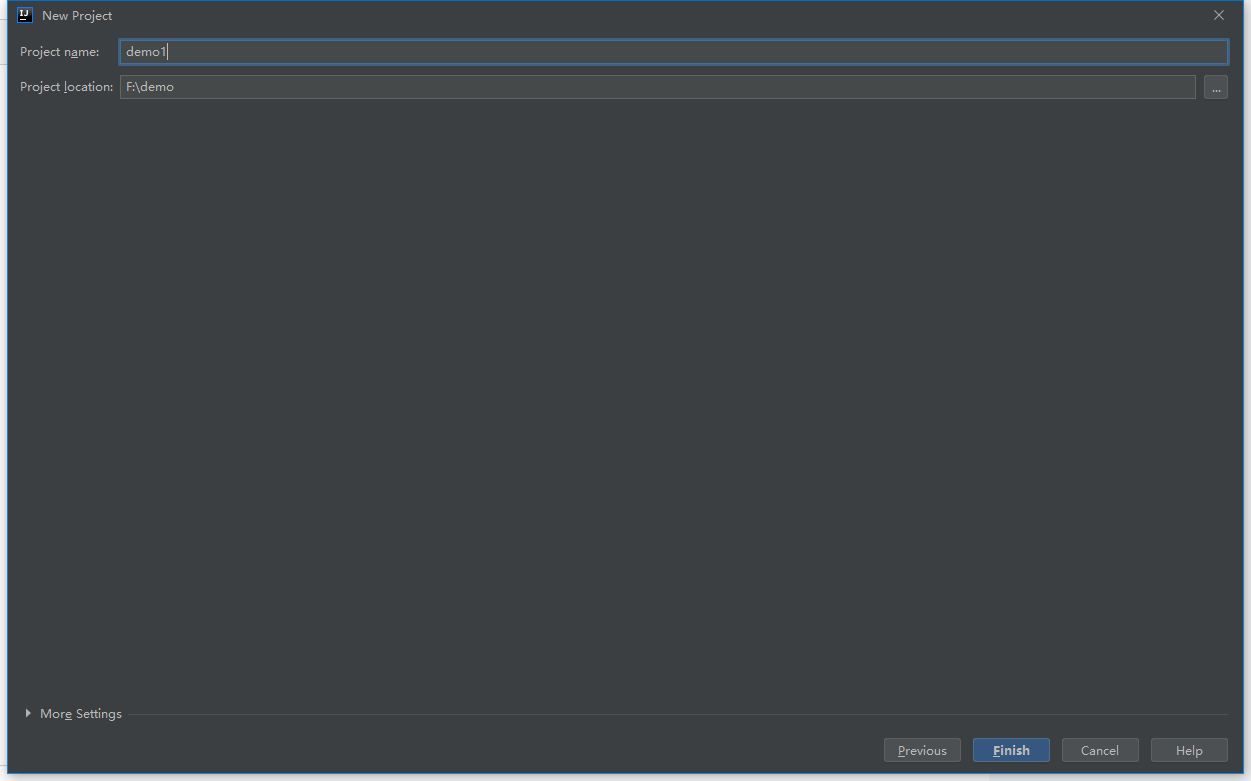 IJ New Project
Project name: demo1
Project location: F:\demo ...
More Settings
Previous Finish Cancel Help